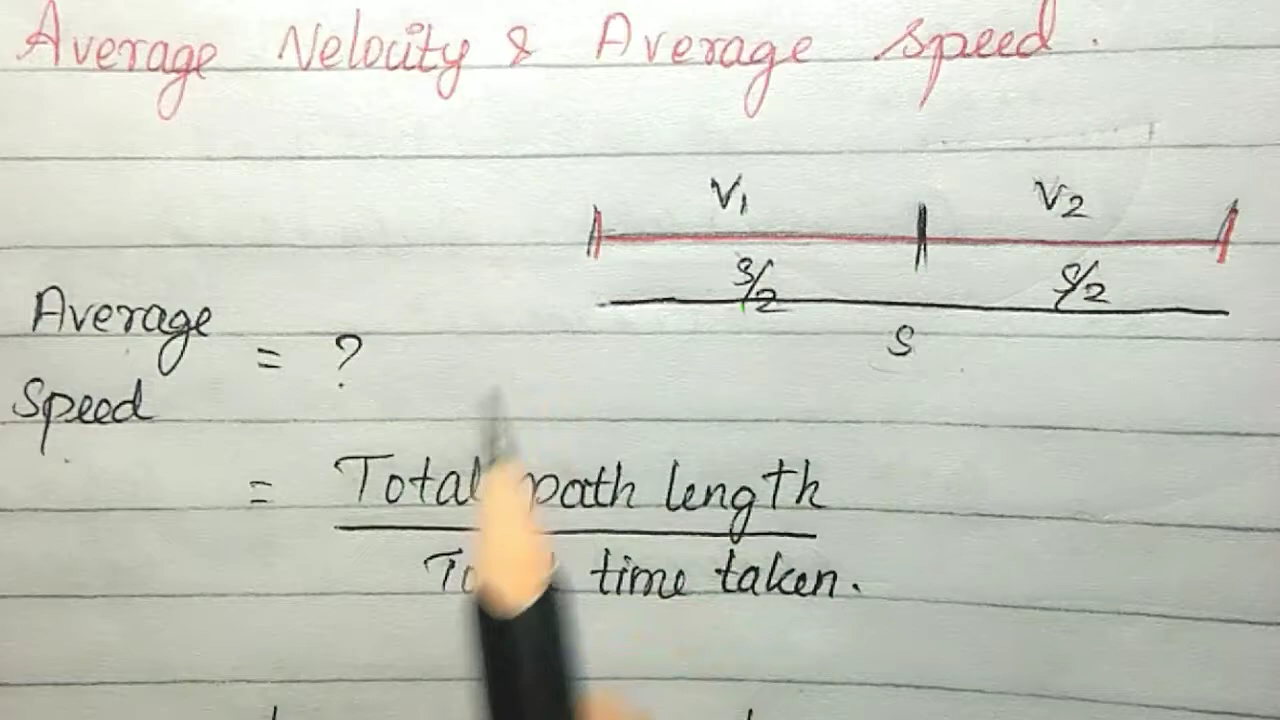 Average Velocity & Average speed.
V1 V2
S/2 S/2
S
Average
Speed = ?
= Total path length
time taken.